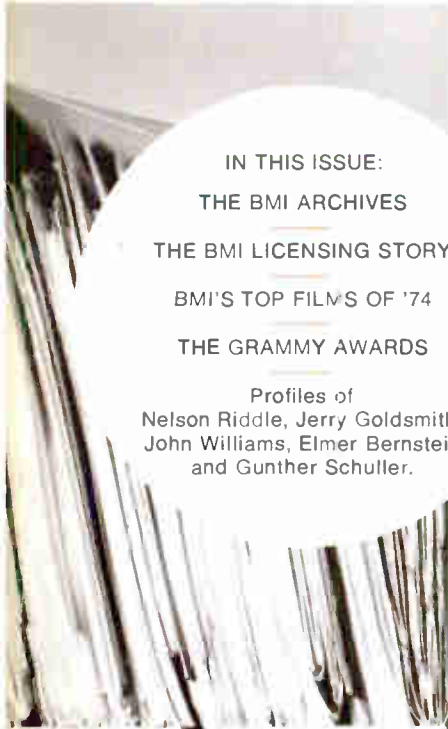 IN THIS ISSUE:
THE BMI ARCHIVES
THE BMI LICENSING STORY
BMI'S TOP FILMS OF '74
THE GRAMMY AWARDS
Profiles of
Nelson Riddle, Jerry Goldsmith
John Williams, Elmer Bernstei
and Gunther Schuller.